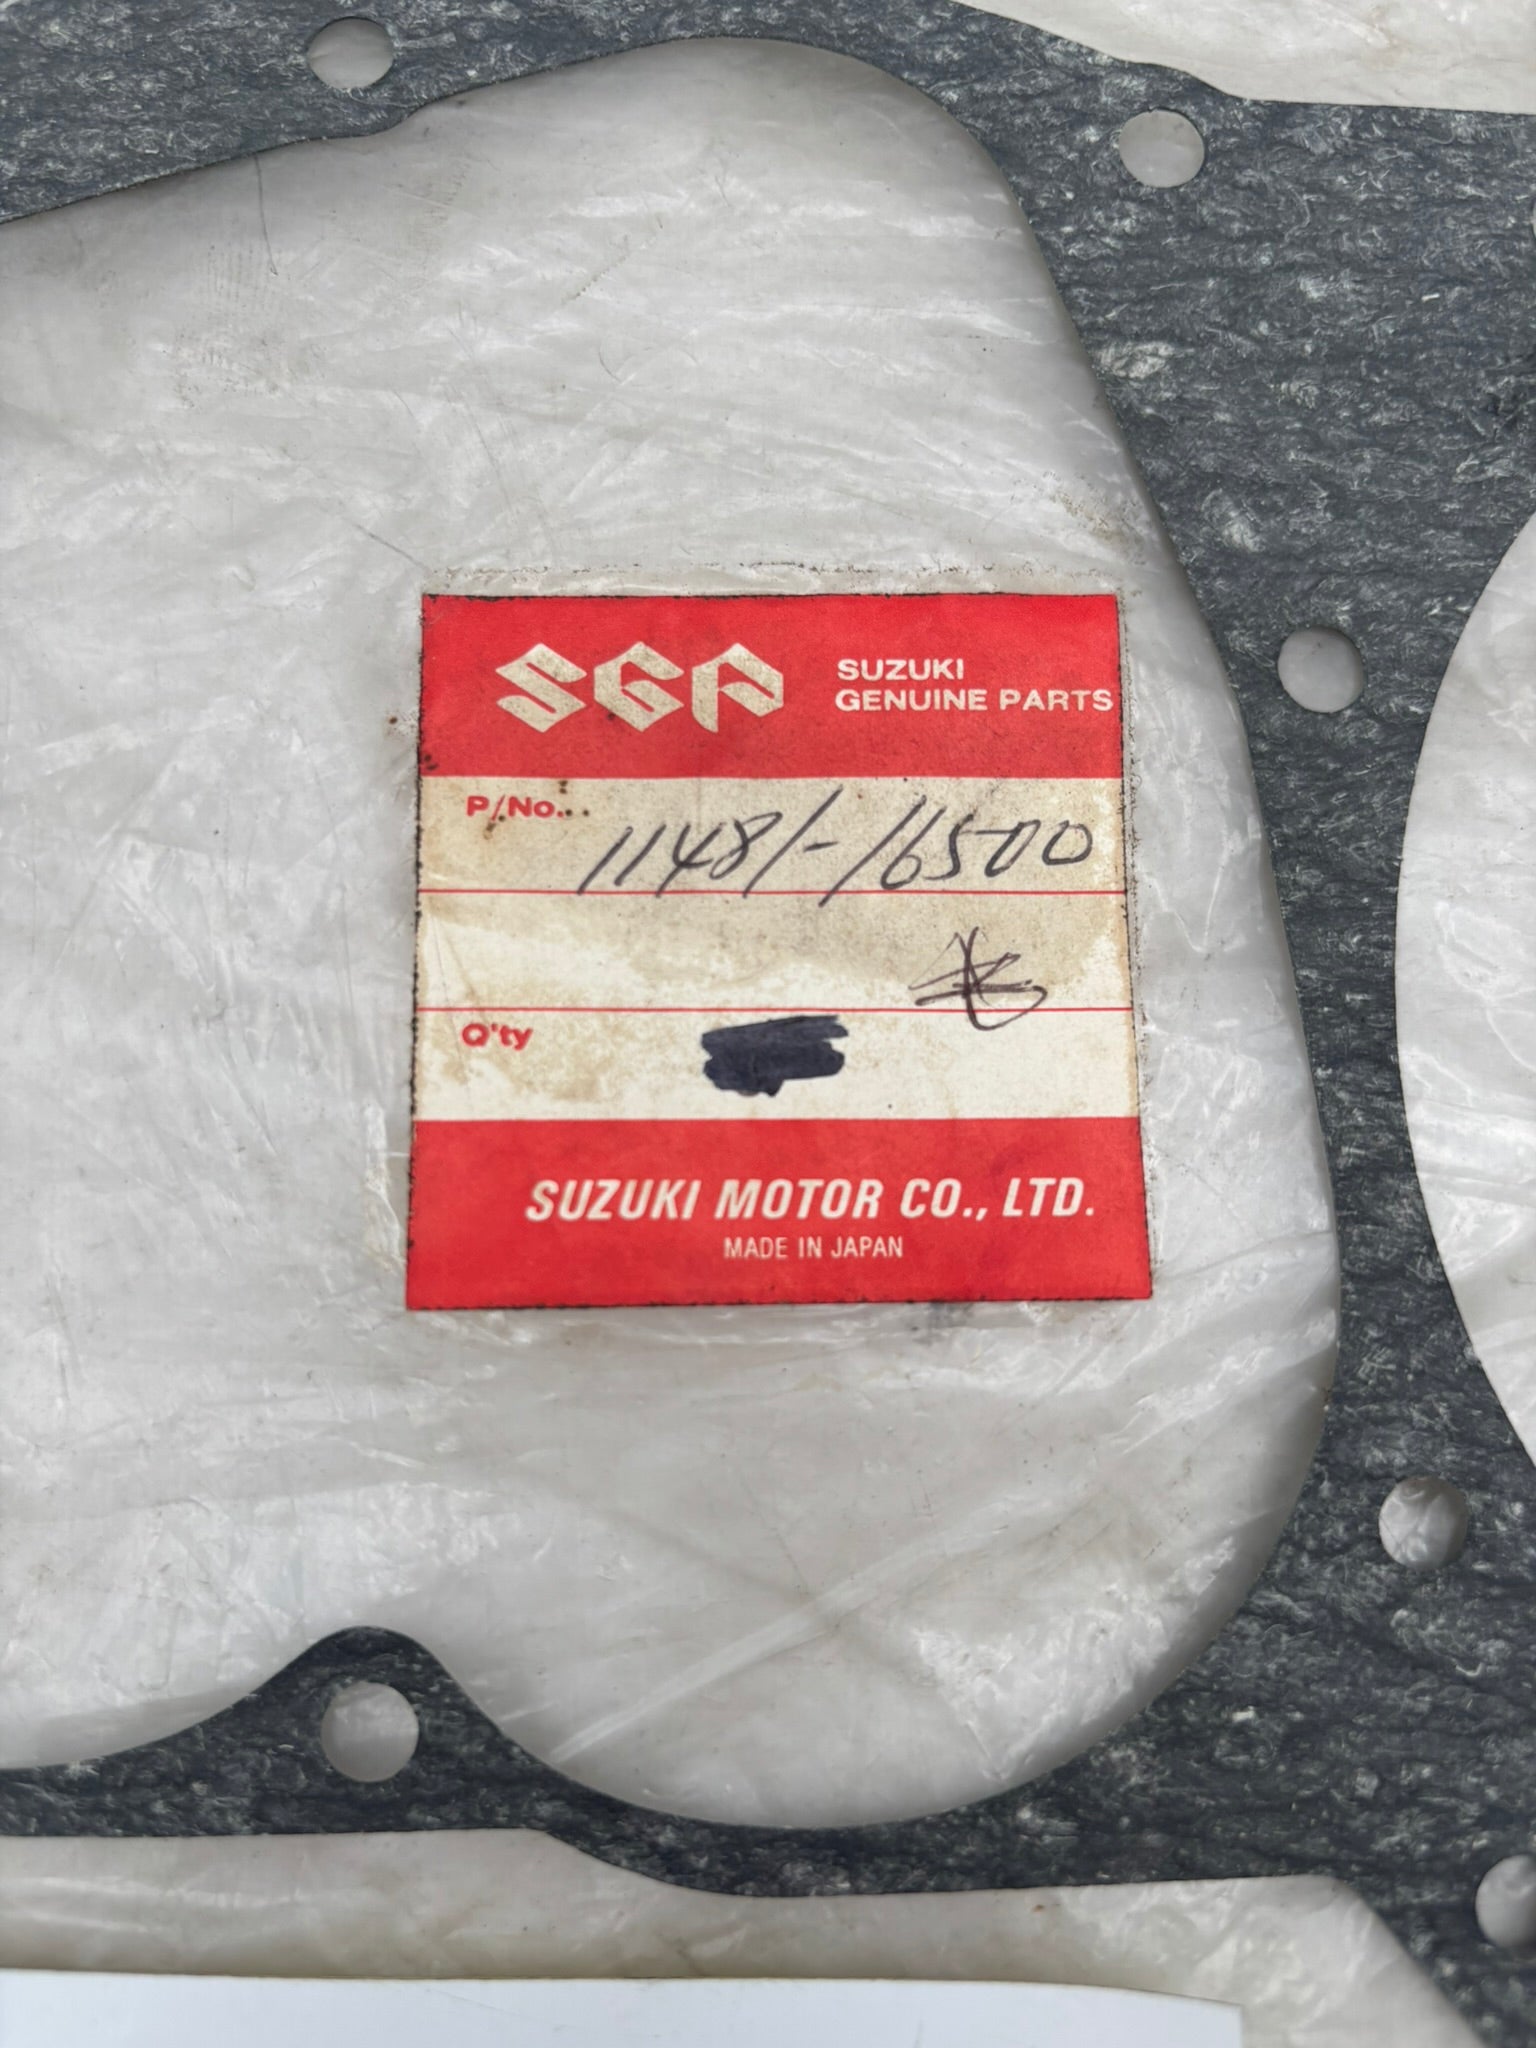 SGP
SUZUKI
GENUINE PARTS
P/No.
11481-16500
Q'ty
SUZUKI MOTOR CO., LTD.
MADE IN JAPAN